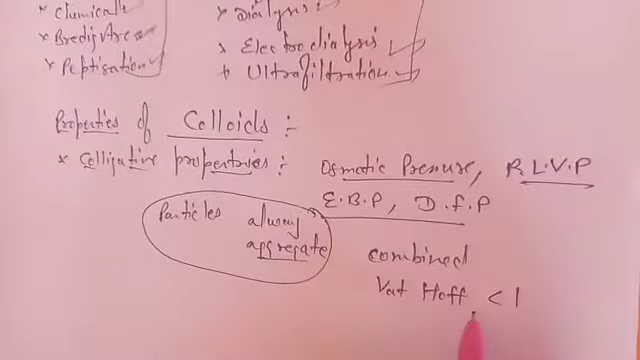 * Chemical
* Bredig Arc
* Peptisation
* Dialysis
* Electrodialysis
* Ultrafiltration
Properties of Colloids :-
* Colligative propertries :-
Osmotic Pressure, R.L.V.P
E.B.P, D.f.P
Particles always
aggregate
combined
Vat Hoff < 1